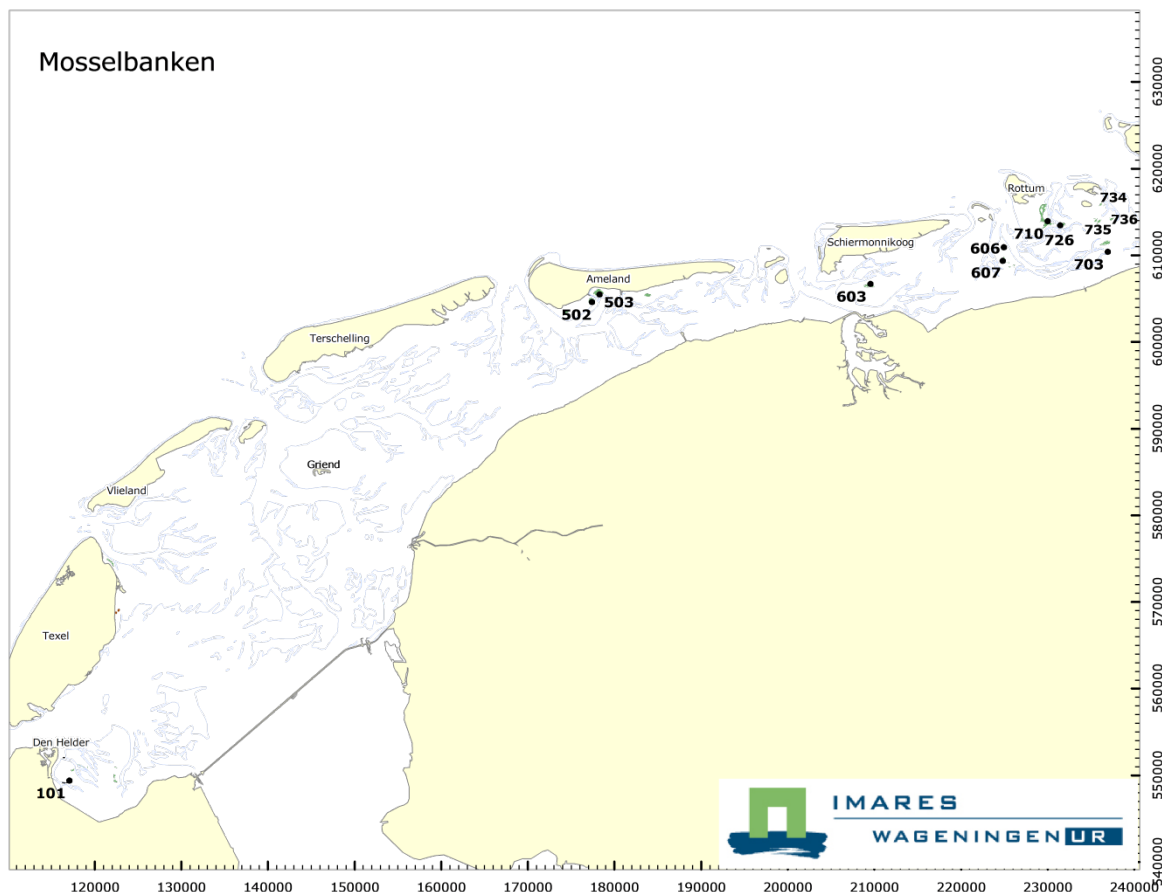 Mosselbanken
630000
620000
Rottum
734
736
735
710
726
Schiermonnikoog
606
703
610000
607
Ameland
603
503
502
Terschelling
600000
590000
Griend
Vlieland
580000
570000
Texel
560000
Den Helder
101
550000
IMARES
WAGENINGEN UR
540000
120000 130000 140000 150000 160000 170000 180000 190000 200000 210000 220000 230000 240000